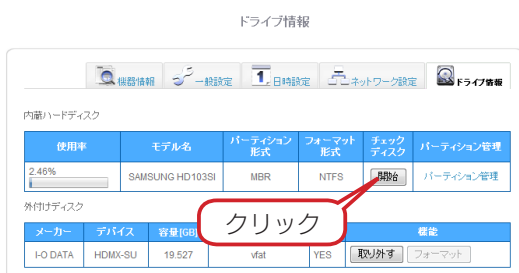 ドライブ情報
機器情報 一般設定 1 日時設定 ネットワーク設定 ドライブ情報
内蔵ハードディスク
使用率 モデル名 パーティション形式 フォーマット形式 チェックディスク パーティション管理
2.46% SAMSUNG HD103SI MBR NTFS 開始 パーティション管理
外付けディスク
メーカー デバイス 容量[GB] 機能
I-O DATA HDMX-SU 19.527 vfat YES 取り外す フォーマット
クリック